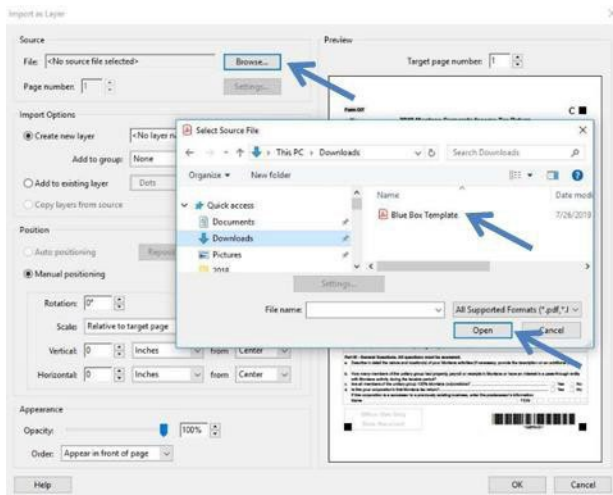 Import as Layer
Source
File: <No source file selected>
Browse...
Page number: 1
Settings...
Import Options
Create new layer
<No layer n
Add to group: None
Add to existing layer
Dots
Copy layers from source
Position
Auto positioning
Manual positioning
Rotation: 0°
Scale: Relative to target page
Vertical: 0 Inches from Center
Horizontal: 0 Inches from Center
Appearance
Opacity: 100%
Order: Appear in front of page
Help
Preview
Target page number: 1
C
Select Source File
This PC > Downloads
Search Downloads
Organize
New folder
Quick access
Documents
Downloads
Pictures
2018
Name
Date modi
Blue Box Template
7/26/2019
Settings...
File name:
All Supported Formats (*.pdf,*.j
Open
Cancel
OK
Cancel